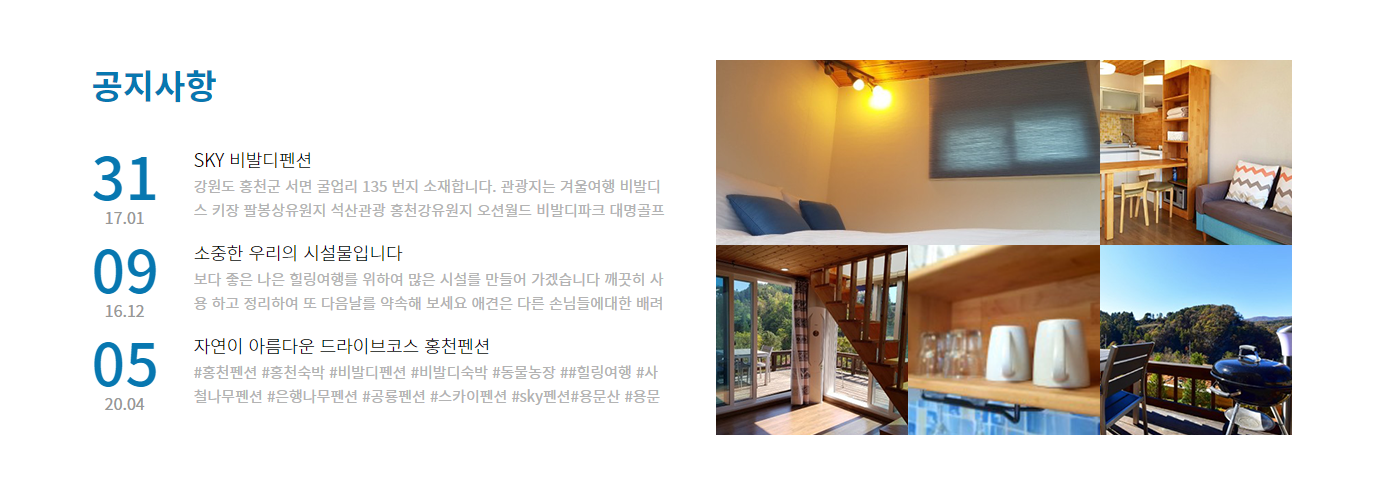 공지사항
31
17.01
SKY 비발디펜션
강원도 홍천군 서면 굴업리 135 번지 소재합니다. 관광지는 겨울여행 비발디
스 키장 팔봉상유원지 석산관광 홍천강유원지 오션월드 비발디파크 대명골프
09
16.12
소중한 우리의 시설물입니다
보다 좋은 나은 힐링여행를 위하여 많은 시설를 만들어 가겠습니다 깨끗히 사
용 하고 정리하여 또 다음날를 약속해 보세요 애견은 다른 손님들에대한 배려
05
20.04
자연이 아름다운 드라이브코스 홍천펜션
#홍천펜션 #홍천숙박 #비발디펜션 #비발디숙박 #동물농장 ##힐링여행 #사
철나무펜션 #은행나무펜션 #공룡펜션 #스카이펜션 #sky펜션#용문산 #용문